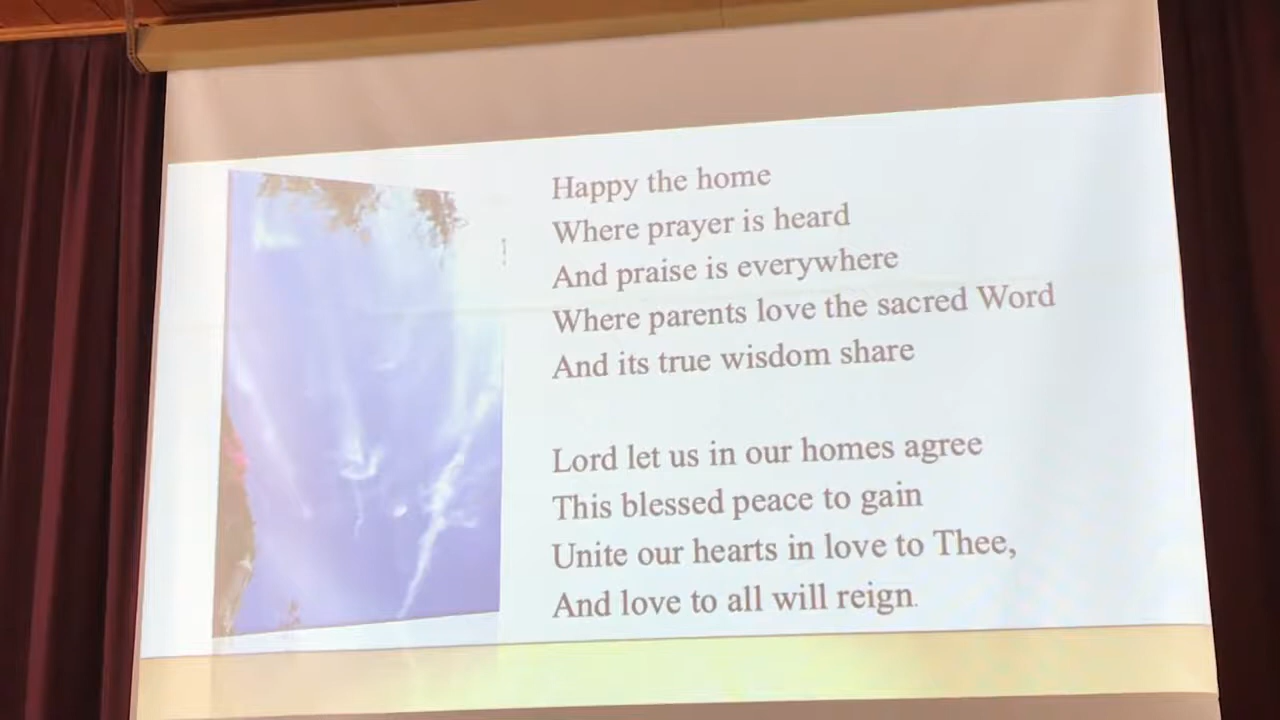 Happy the home
Where prayer is heard
And praise is everywhere
Where parents love the sacred Word
And its true wisdom share
Lord let us in our homes agree
This blessed peace to gain
Unite our hearts in love to Thee,
And love to all will reign.